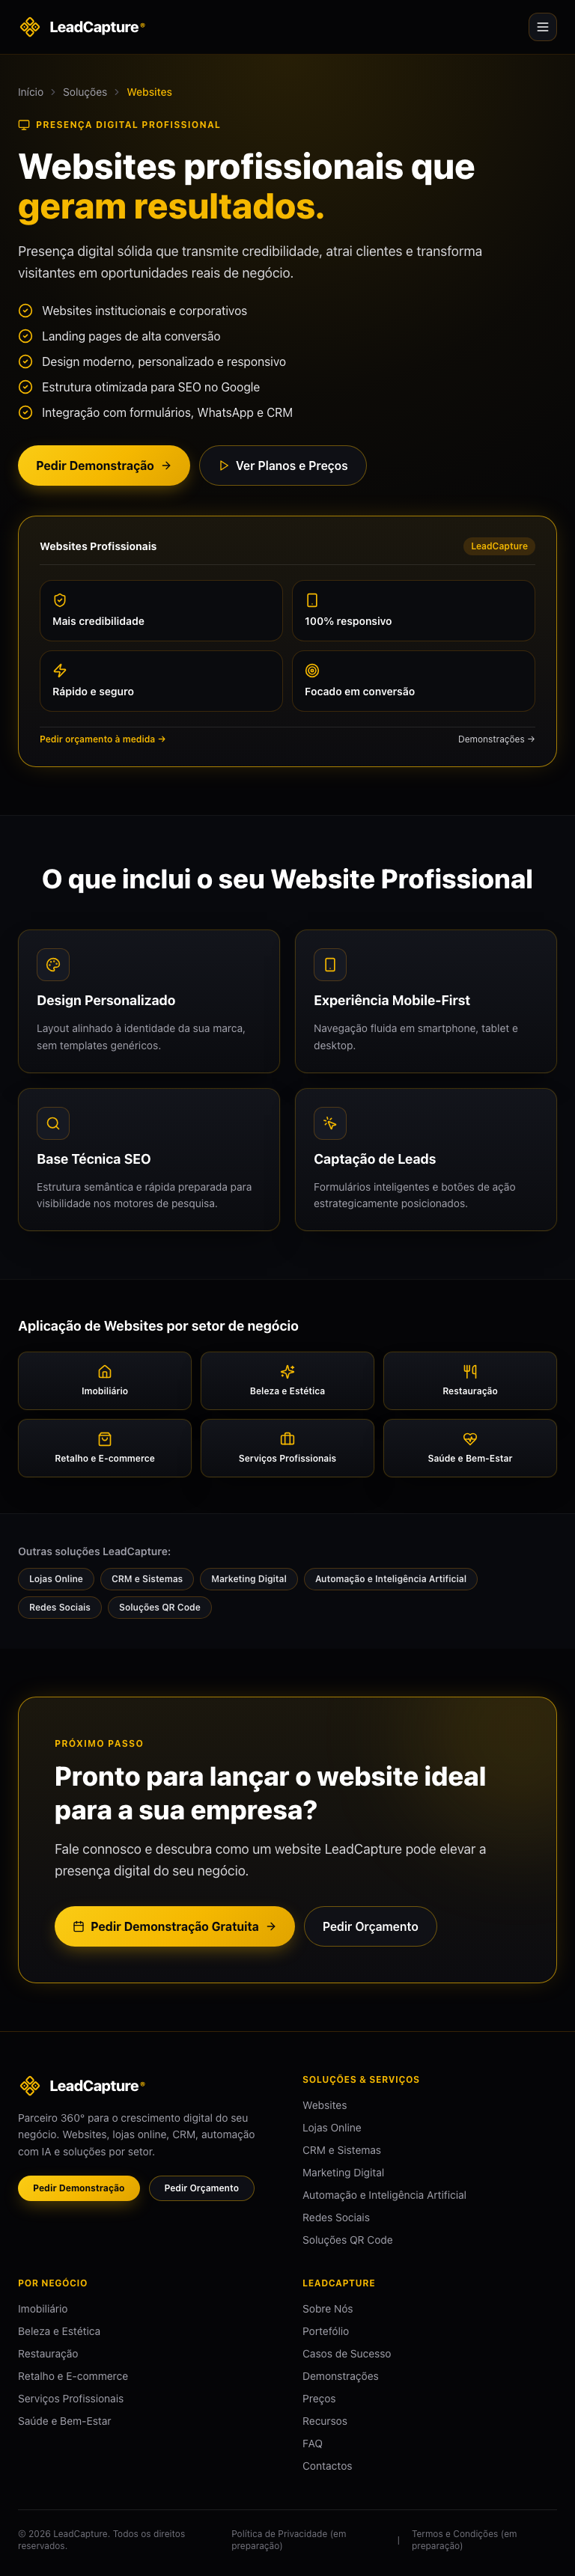 LeadCapture®
Início > Soluções > Websites
PRESENÇA DIGITAL PROFISSIONAL
Websites profissionais que
geram resultados.
Presença digital sólida que transmite credibilidade, atrai clientes e transforma
visitantes em oportunidades reais de negócio.
Websites institucionais e corporativos
Landing pages de alta conversão
Design moderno, personalizado e responsivo
Estrutura otimizada para SEO no Google
Integração com formulários, WhatsApp e CRM
Pedir Demonstração →
Ver Planos e Preços
Websites Profissionais
LeadCapture
Mais credibilidade
100% responsivo
Rápido e seguro
Focado em conversão
Pedir orçamento à medida →
Demonstrações →
O que inclui o seu Website Profissional
Design Personalizado
Layout alinhado à identidade da sua marca,
sem templates genéricos.
Experiência Mobile-First
Navegação fluida em smartphone, tablet e
desktop.
Base Técnica SEO
Estrutura semântica e rápida preparada para
visibilidade nos motores de pesquisa.
Captação de Leads
Formulários inteligentes e botões de ação
estrategicamente posicionados.
Aplicação de Websites por setor de negócio
Imobiliário
Beleza e Estética
Restauração
Retalho e E-commerce
Serviços Profissionais
Saúde e Bem-Estar
Outras soluções LeadCapture:
Lojas Online
CRM e Sistemas
Marketing Digital
Automação e Inteligência Artificial
Redes Sociais
Soluções QR Code
PRÓXIMO PASSO
Pronto para lançar o website ideal
para a sua empresa?
Fale connosco e descubra como um website LeadCapture pode elevar a
presença digital do seu negócio.
Pedir Demonstração Gratuita →
Pedir Orçamento
LeadCapture®
Parceiro 360° para o crescimento digital do seu
negócio. Websites, lojas online, CRM, automação
com IA e soluções por setor.
Pedir Demonstração
Pedir Orçamento
SOLUÇÕES & SERVIÇOS
Websites
Lojas Online
CRM e Sistemas
Marketing Digital
Automação e Inteligência Artificial
Redes Sociais
Soluções QR Code
POR NEGÓCIO
Imobiliário
Beleza e Estética
Restauração
Retalho e E-commerce
Serviços Profissionais
Saúde e Bem-Estar
LEADCAPTURE
Sobre Nós
Portefólio
Casos de Sucesso
Demonstrações
Preços
Recursos
FAQ
Contactos
© 2026 LeadCapture. Todos os direitos
reservados.
Política de Privacidade (em
preparação)
|
Termos e Condições (em
preparação)